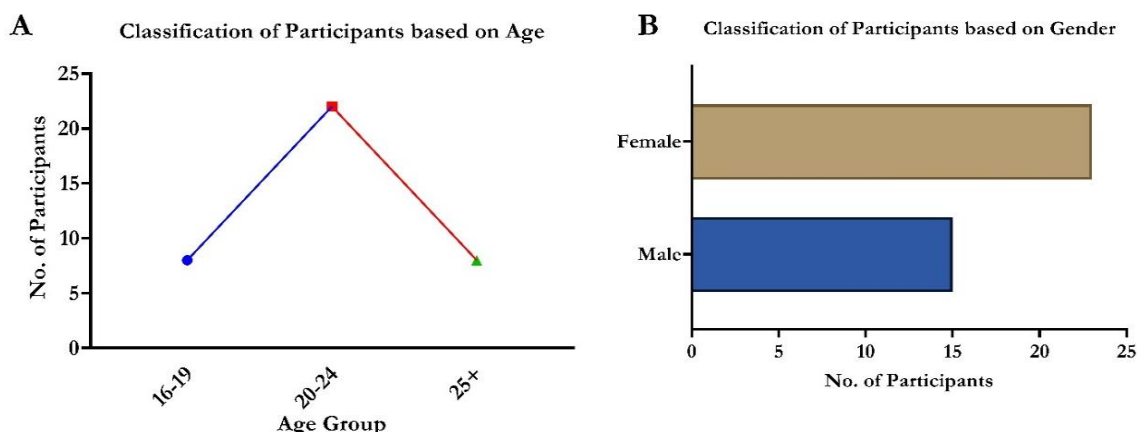 A
Classification of Participants based on Age
25
20
15
10
5
0
No. of Participants
16-19
20-24
25+
Age Group
B
Classification of Participants based on Gender
Female
Male
0
5
10
15
20
25
No. of Participants